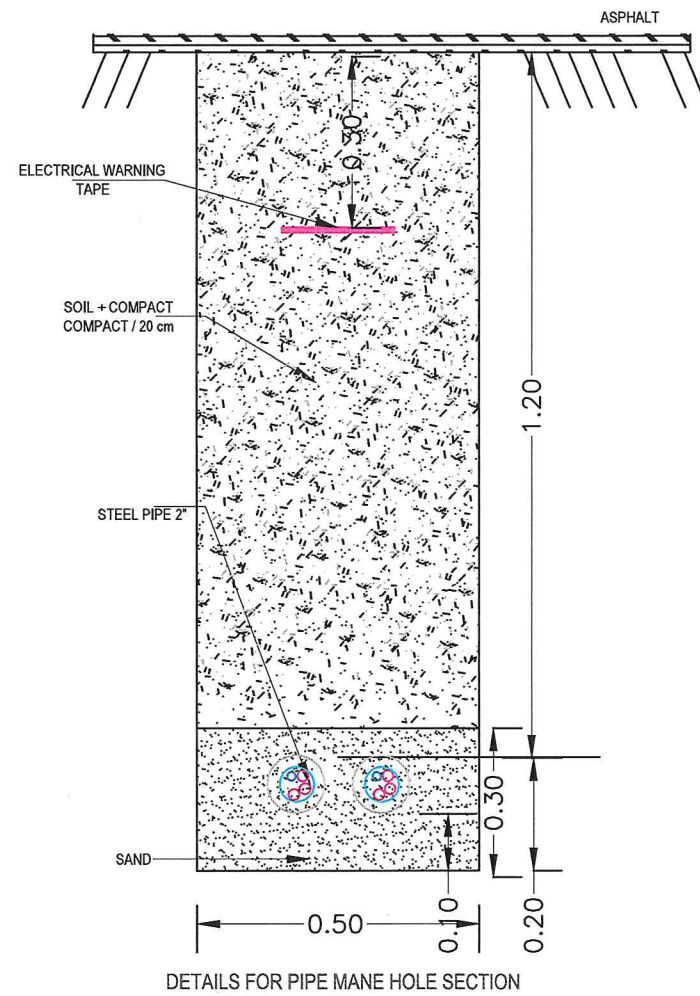 ASPHALT
0.30
ELECTRICAL WARNING
TAPE
SOIL + COMPACT
COMPACT / 20 cm
1.20
STEEL PIPE 2"
0.30
SAND
0.50
0.10
0.20
DETAILS FOR PIPE MANE HOLE SECTION